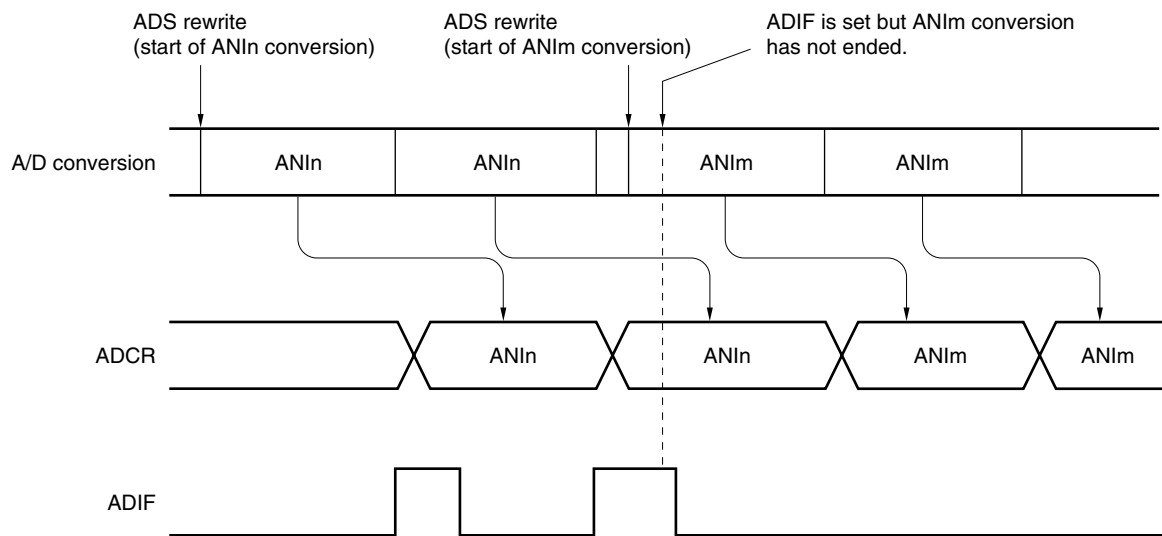 ADS rewrite
(start of ANIn conversion)
ADS rewrite
(start of ANIm conversion)
ADIF is set but ANIm conversion
has not ended.
A/D conversion
ANIn
ANIn
ANIm
ANIm
ADCR
ANIn
ANIn
ANIm
ANIm
ADIF